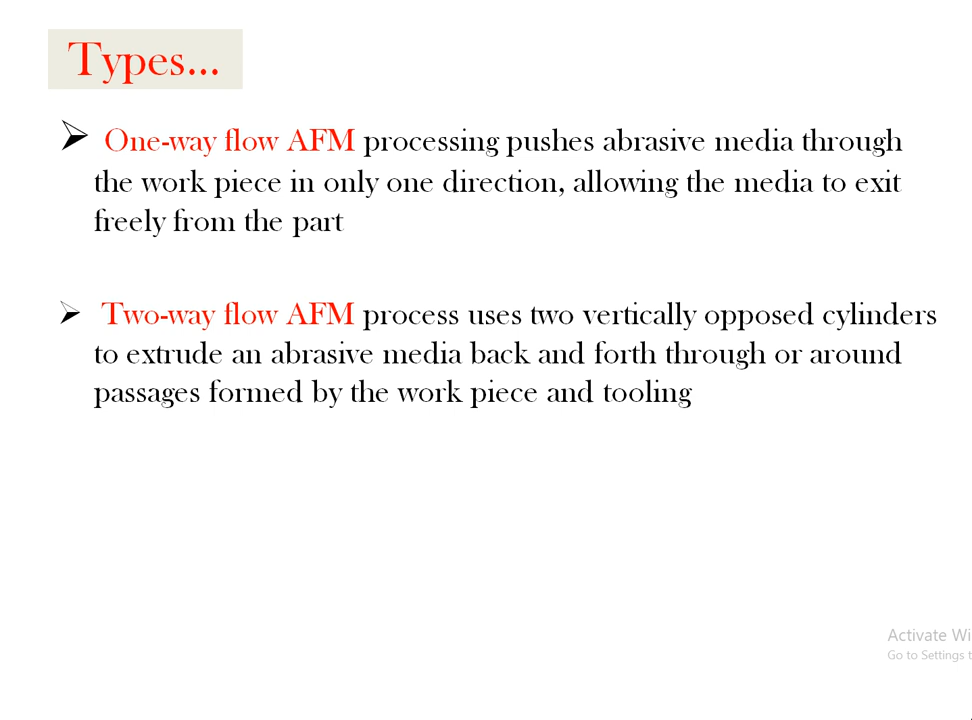 Types...
➢ One-way flow AFM processing pushes abrasive media through
the work piece in only one direction, allowing the media to exit
freely from the part
➢ Two-way flow AFM process uses two vertically opposed cylinders
to extrude an abrasive media back and forth through or around
passages formed by the work piece and tooling
Activate Wi
Go to Settings t